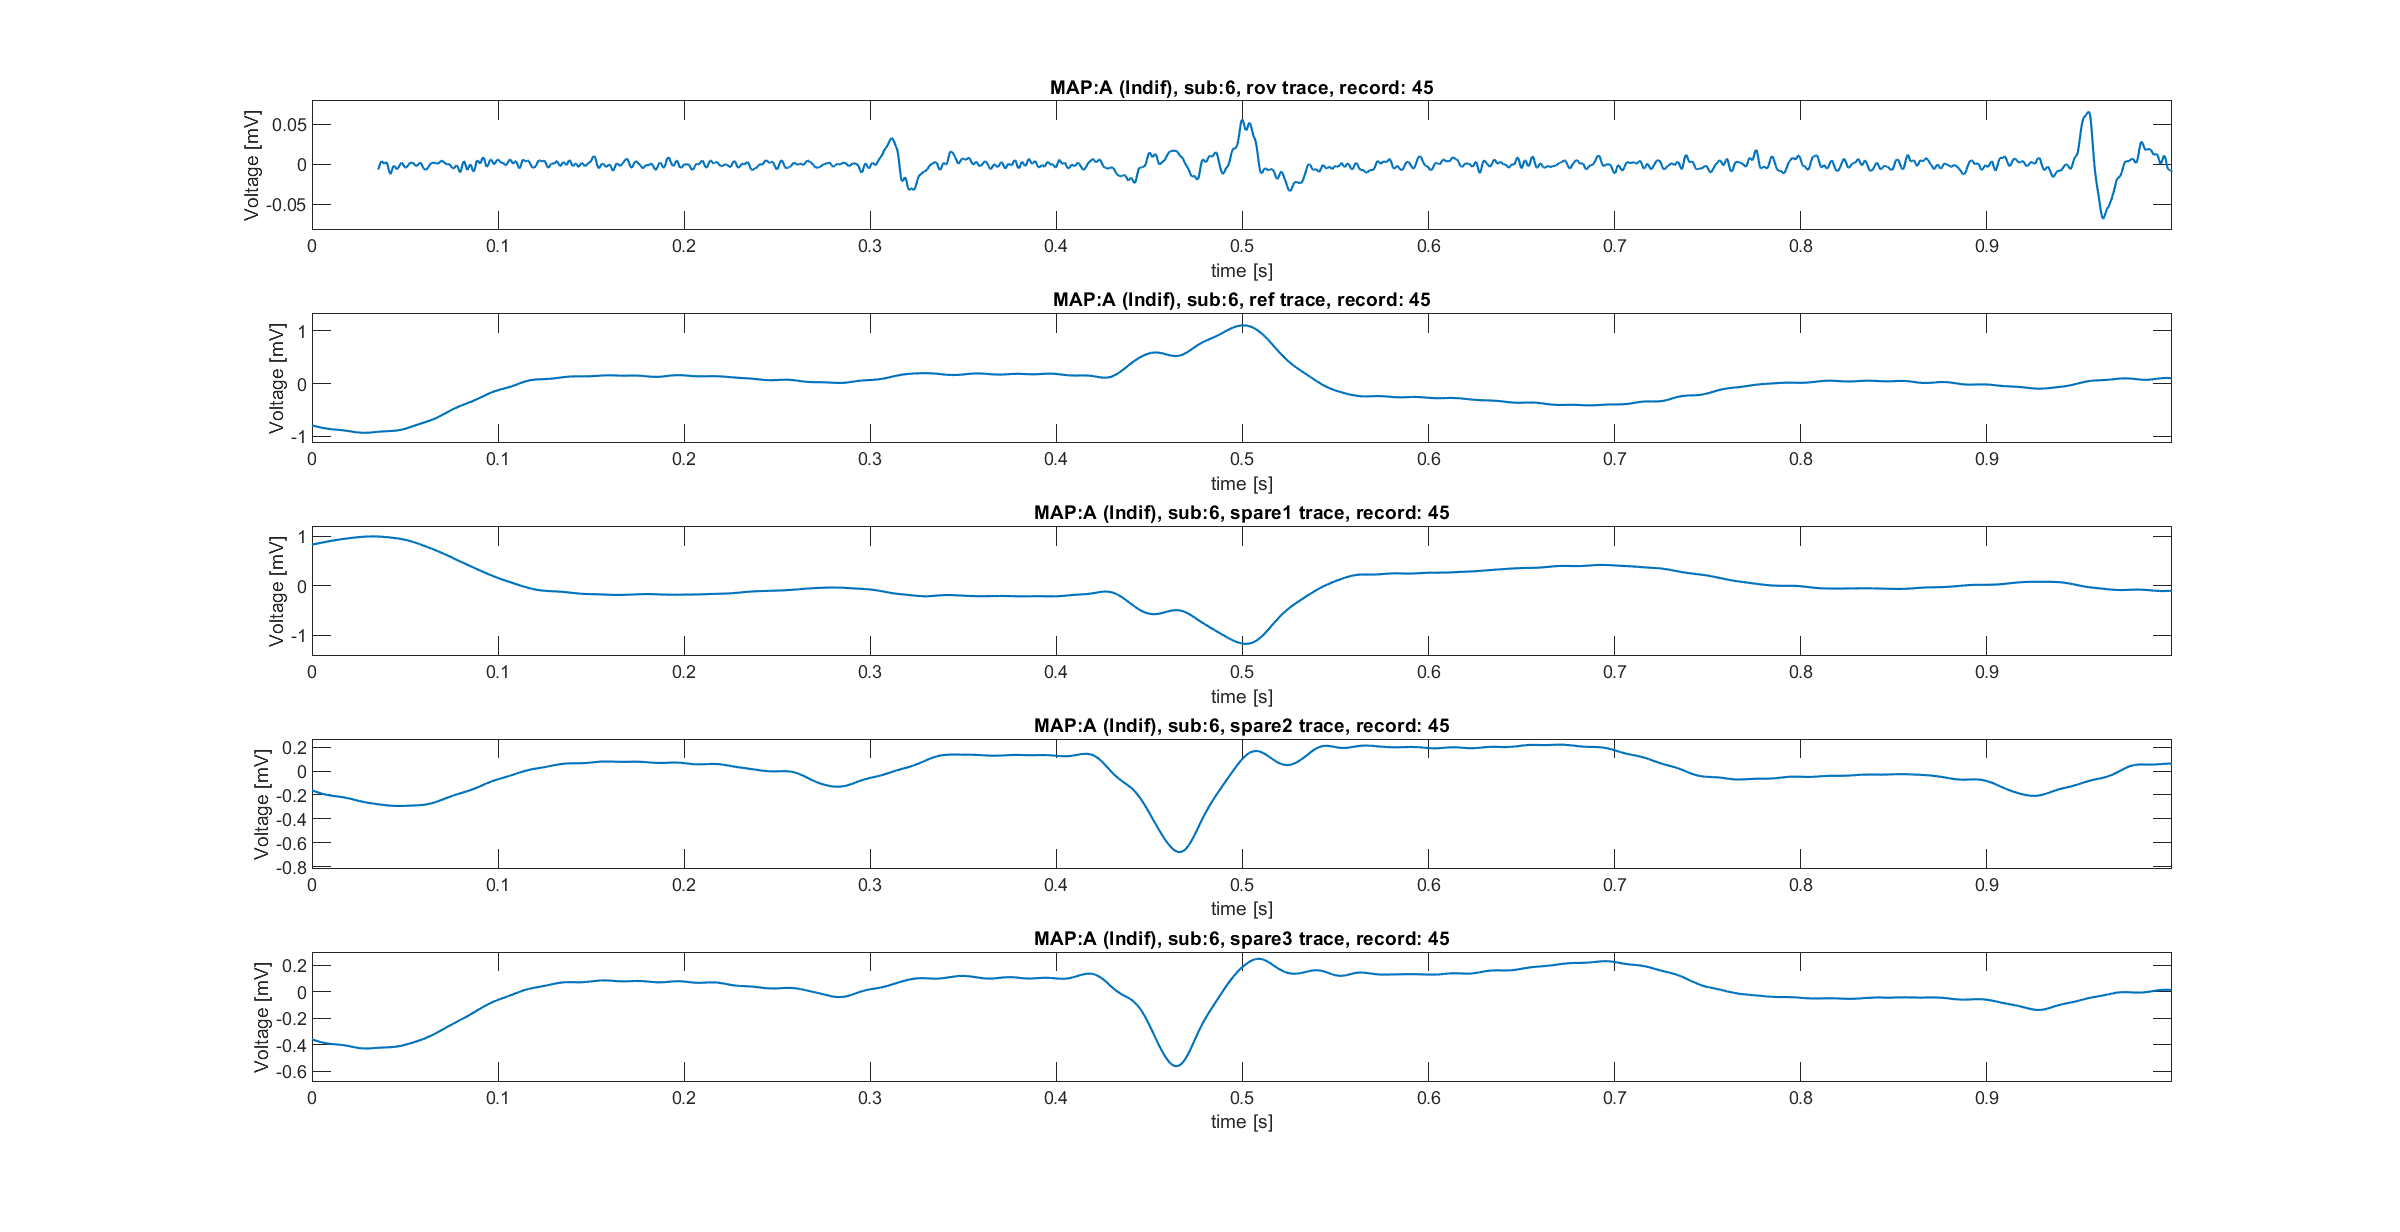 MAP:A (Indif), sub:6, rov trace, record: 45
Voltage [mV]
0.05
0
-0.05
0 0.1 0.2 0.3 0.4 0.5 0.6 0.7 0.8 0.9
time [s]
MAP:A (Indif), sub:6, ref trace, record: 45
Voltage [mV]
1
0
-1
0 0.1 0.2 0.3 0.4 0.5 0.6 0.7 0.8 0.9
time [s]
MAP:A (Indif), sub:6, spare1 trace, record: 45
Voltage [mV]
1
0
-1
0 0.1 0.2 0.3 0.4 0.5 0.6 0.7 0.8 0.9
time [s]
MAP:A (Indif), sub:6, spare2 trace, record: 45
Voltage [mV]
0.2
0
-0.2
-0.4
-0.6
-0.8
0 0.1 0.2 0.3 0.4 0.5 0.6 0.7 0.8 0.9
time [s]
MAP:A (Indif), sub:6, spare3 trace, record: 45
Voltage [mV]
0.2
0
-0.2
-0.4
-0.6
0 0.1 0.2 0.3 0.4 0.5 0.6 0.7 0.8 0.9
time [s]